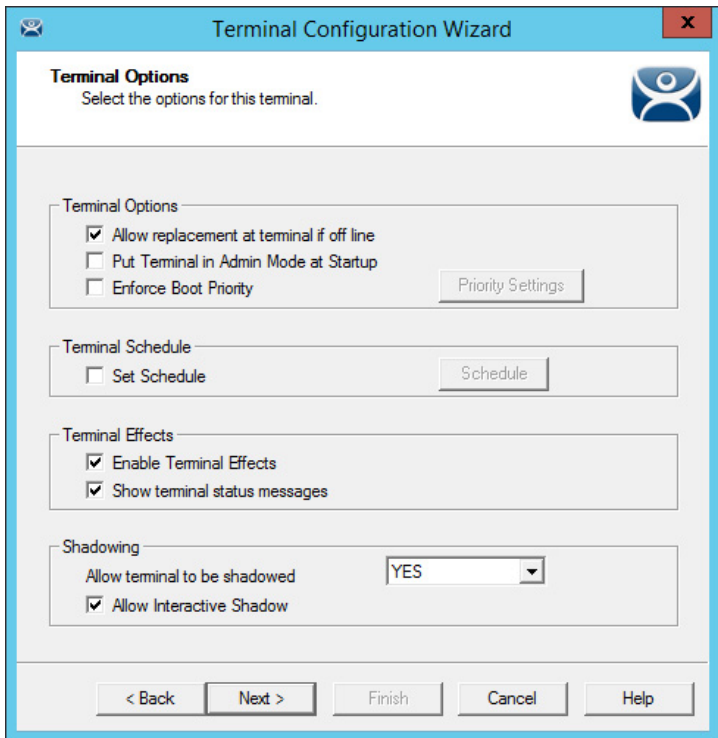 Terminal Configuration Wizard
x
Terminal Options
Select the options for this terminal.
Terminal Options
Allow replacement at terminal if off line
Put Terminal in Admin Mode at Startup
Enforce Boot Priority
Priority Settings
Terminal Schedule
Set Schedule
Schedule
Terminal Effects
Enable Terminal Effects
Show terminal status messages
Shadowing
Allow terminal to be shadowed
YES
Allow Interactive Shadow
< Back
Next >
Finish
Cancel
Help